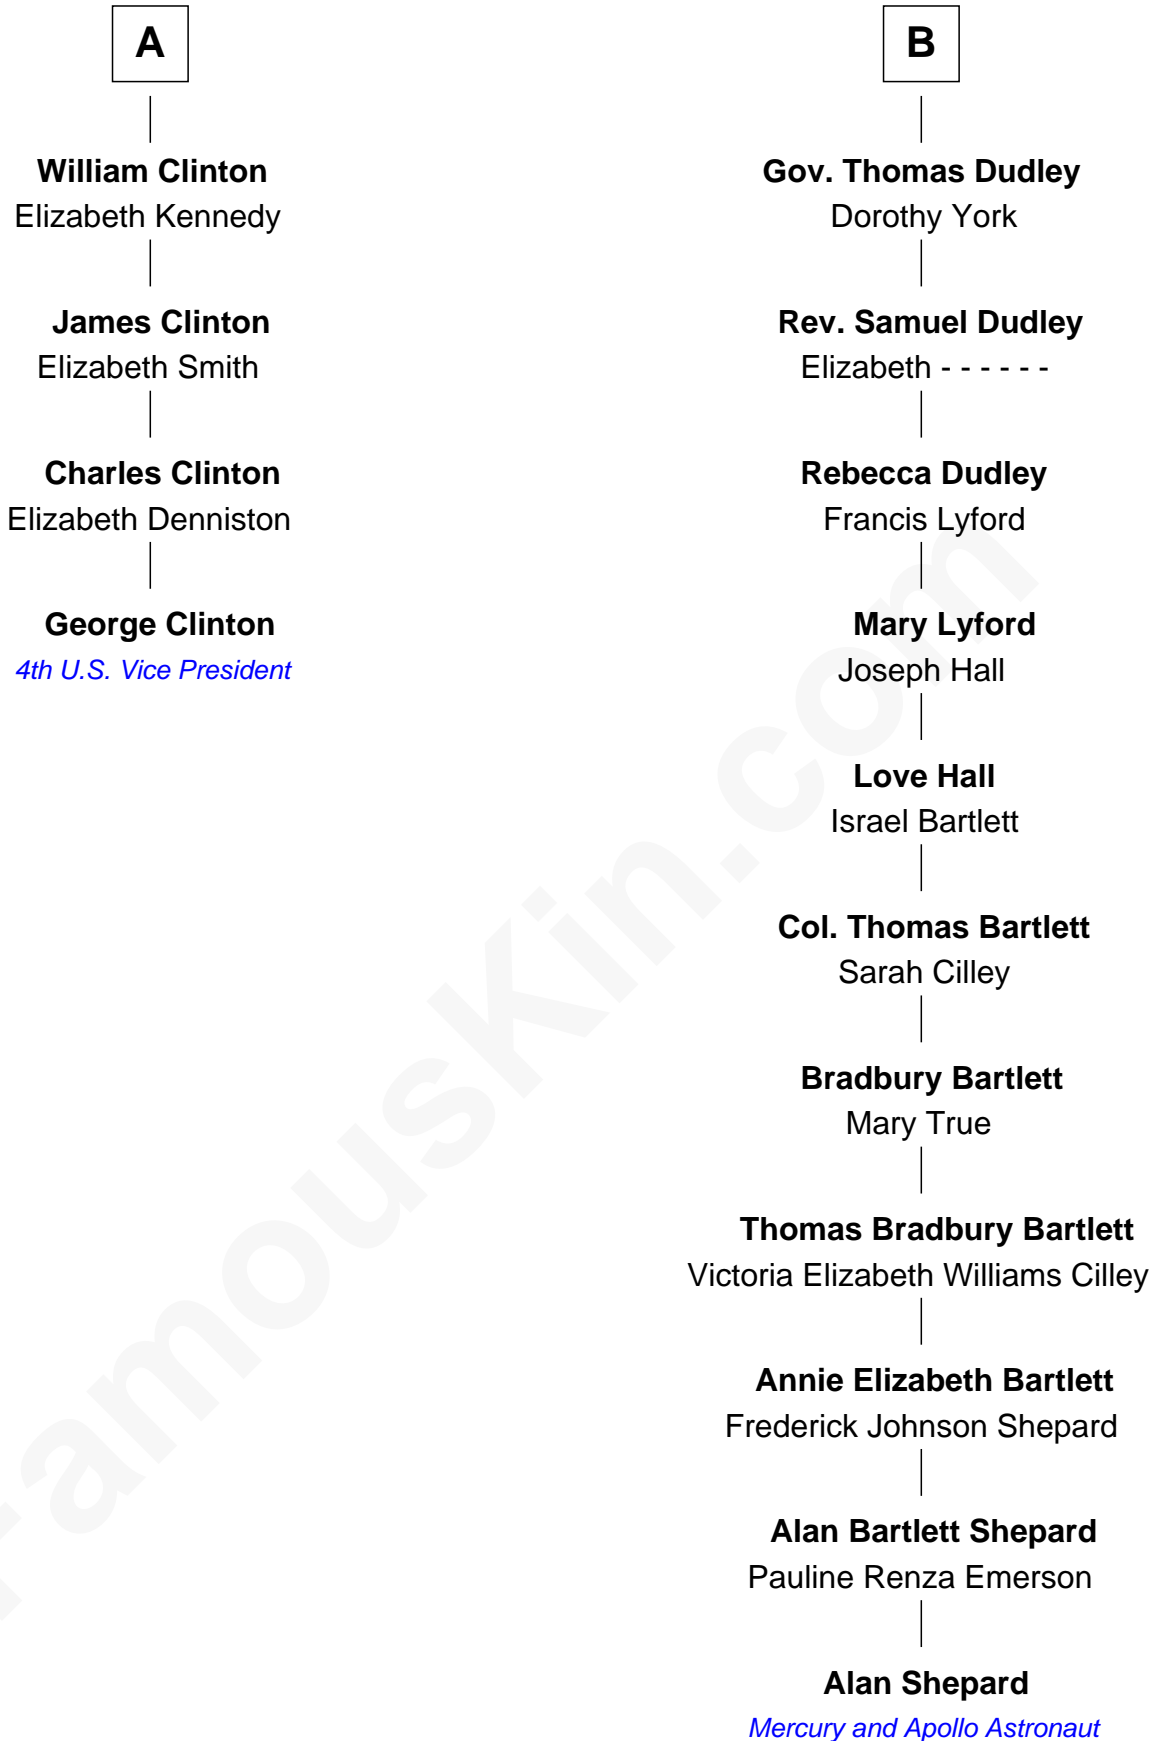 A
William Clinton
Elizabeth Kennedy
James Clinton
Elizabeth Smith
Charles Clinton
Elizabeth Denniston
George Clinton
4th U.S. Vice President
B
Gov. Thomas Dudley
Dorothy York
Rev. Samuel Dudley
Elizabeth - - - - - -
Rebecca Dudley
Francis Lyford
Mary Lyford
Joseph Hall
Love Hall
Israel Bartlett
Col. Thomas Bartlett
Sarah Cilley
Bradbury Bartlett
Mary True
Thomas Bradbury Bartlett
Victoria Elizabeth Williams Cilley
Annie Elizabeth Bartlett
Frederick Johnson Shepard
Alan Bartlett Shepard
Pauline Renza Emerson
Alan Shepard
Mercury and Apollo Astronaut
FamousKin.com